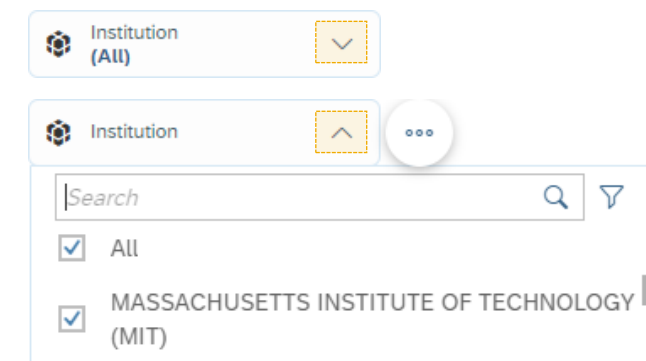 Institution
(All)
Institution
Search
All
MASSACHUSETTS INSTITUTE OF TECHNOLOGY
(MIT)